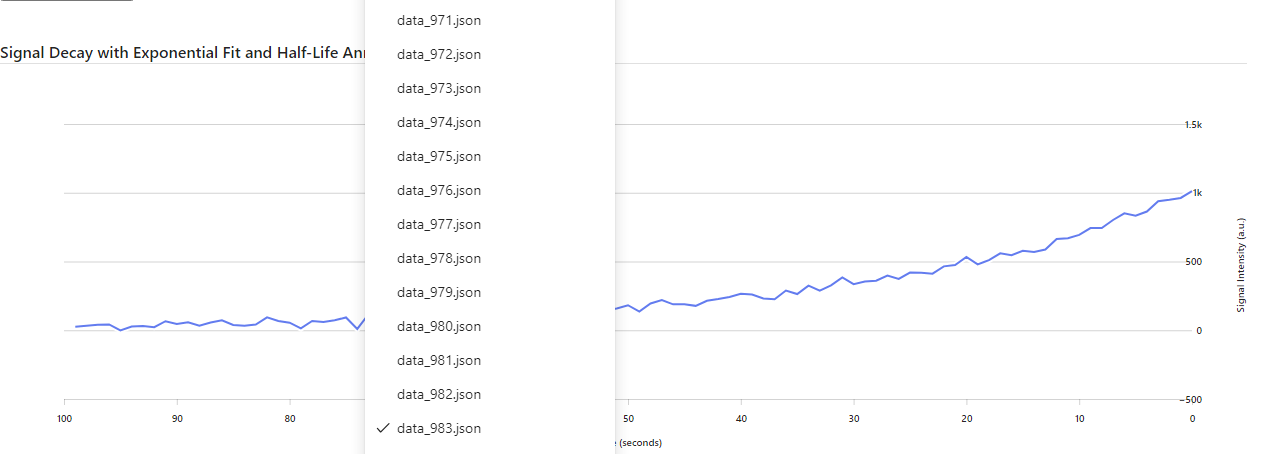 data_971.json
Signal Decay with Exponential Fit and Half-Life
data_972.json
data_973.json
data_974.json
1.5k
data_975.json
data_976.json
1k
data_977.json
data_978.json
500
data_979.json
Signal Intensity (a.u.)
data_980.json
0
data_981.json
data_982.json
−500
100 90 80 50 40 30 20 10 0
data_983.json
(seconds)